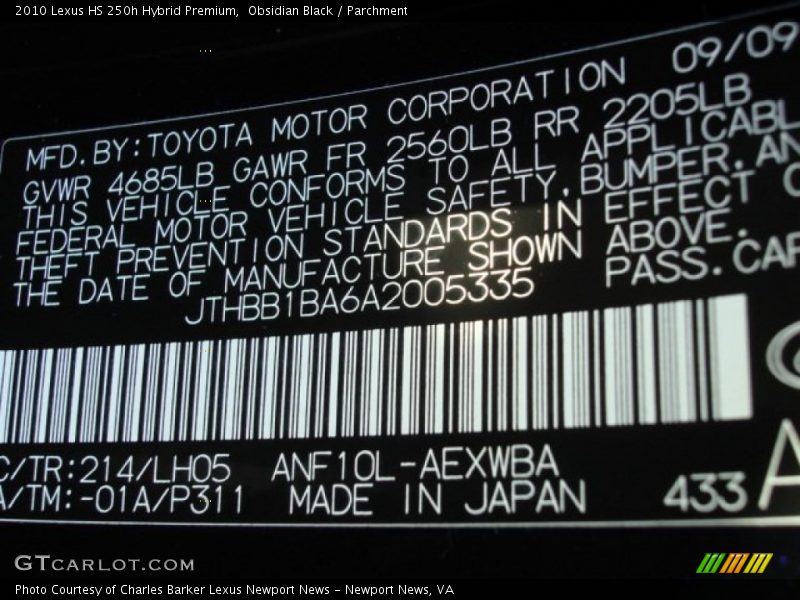 2010 Lexus HS 250h Hybrid Premium,  Obsidian Black / Parchment
MFD.BY:TOYOTA MOTOR CORPORATION 09/09
GVWR 4685LB GAWR FR 2560LB RR 2205LB
THIS VEHICLE CONFORMS TO ALL APPLICABL
FEDERAL MOTOR VEHICLE SAFETY,BUMPER,AN
THEFT PREVENTION STANDARDS IN EFFECT O
THE DATE OF MANUFACTURE SHOWN ABOVE.
JTHBB1BA6A2005335 PASS.CAR
C/TR:214/LH05 ANF10L-AEXWBA
A/TM:-01A/P311 MADE IN JAPAN 433 A
GTCARLOT.COM
Photo Courtesy of Charles Barker Lexus Newport News - Newport News, VA